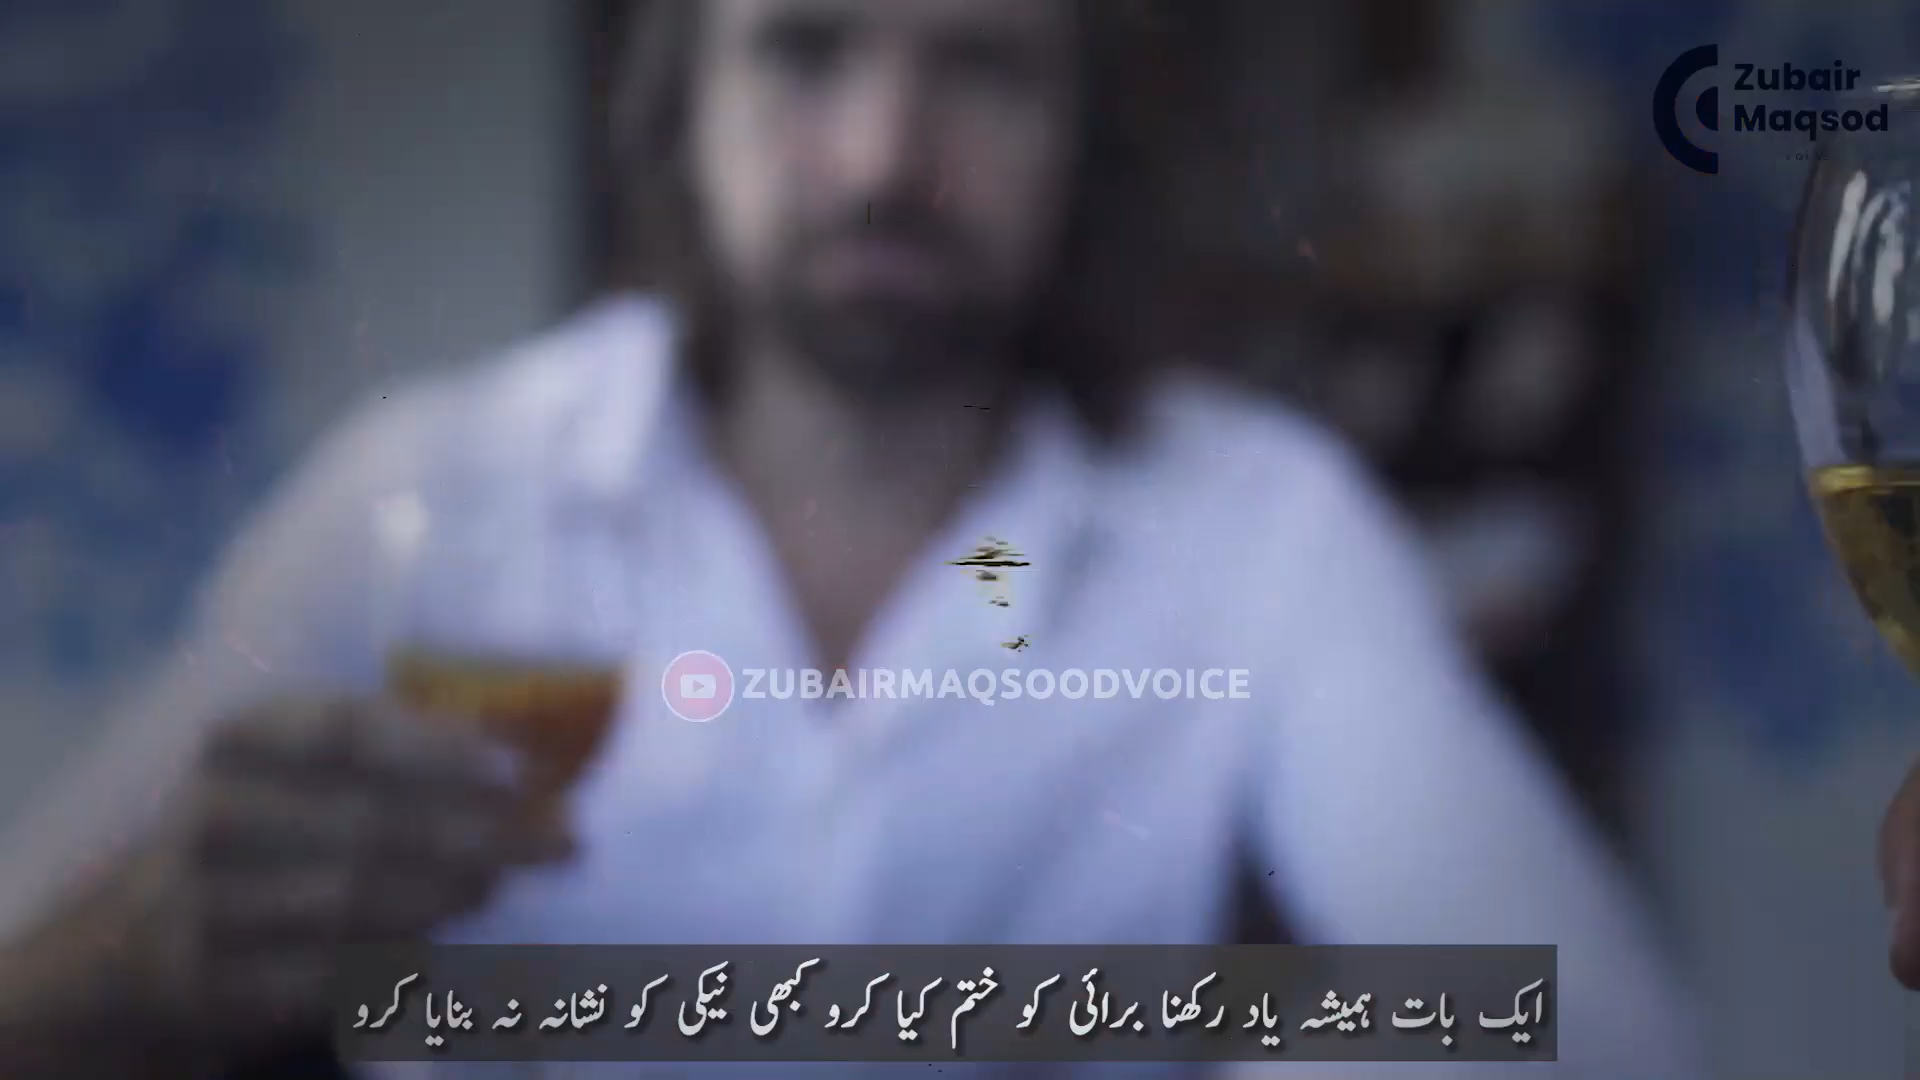 Zubair
Maqsod
ZUBAIRMAQSOODVOICE
ایک بات ہمیشہ یاد رکھنا برائی کو ختم کیا کرو کبھی نیکی کو نشانہ نہ بنایا کرو